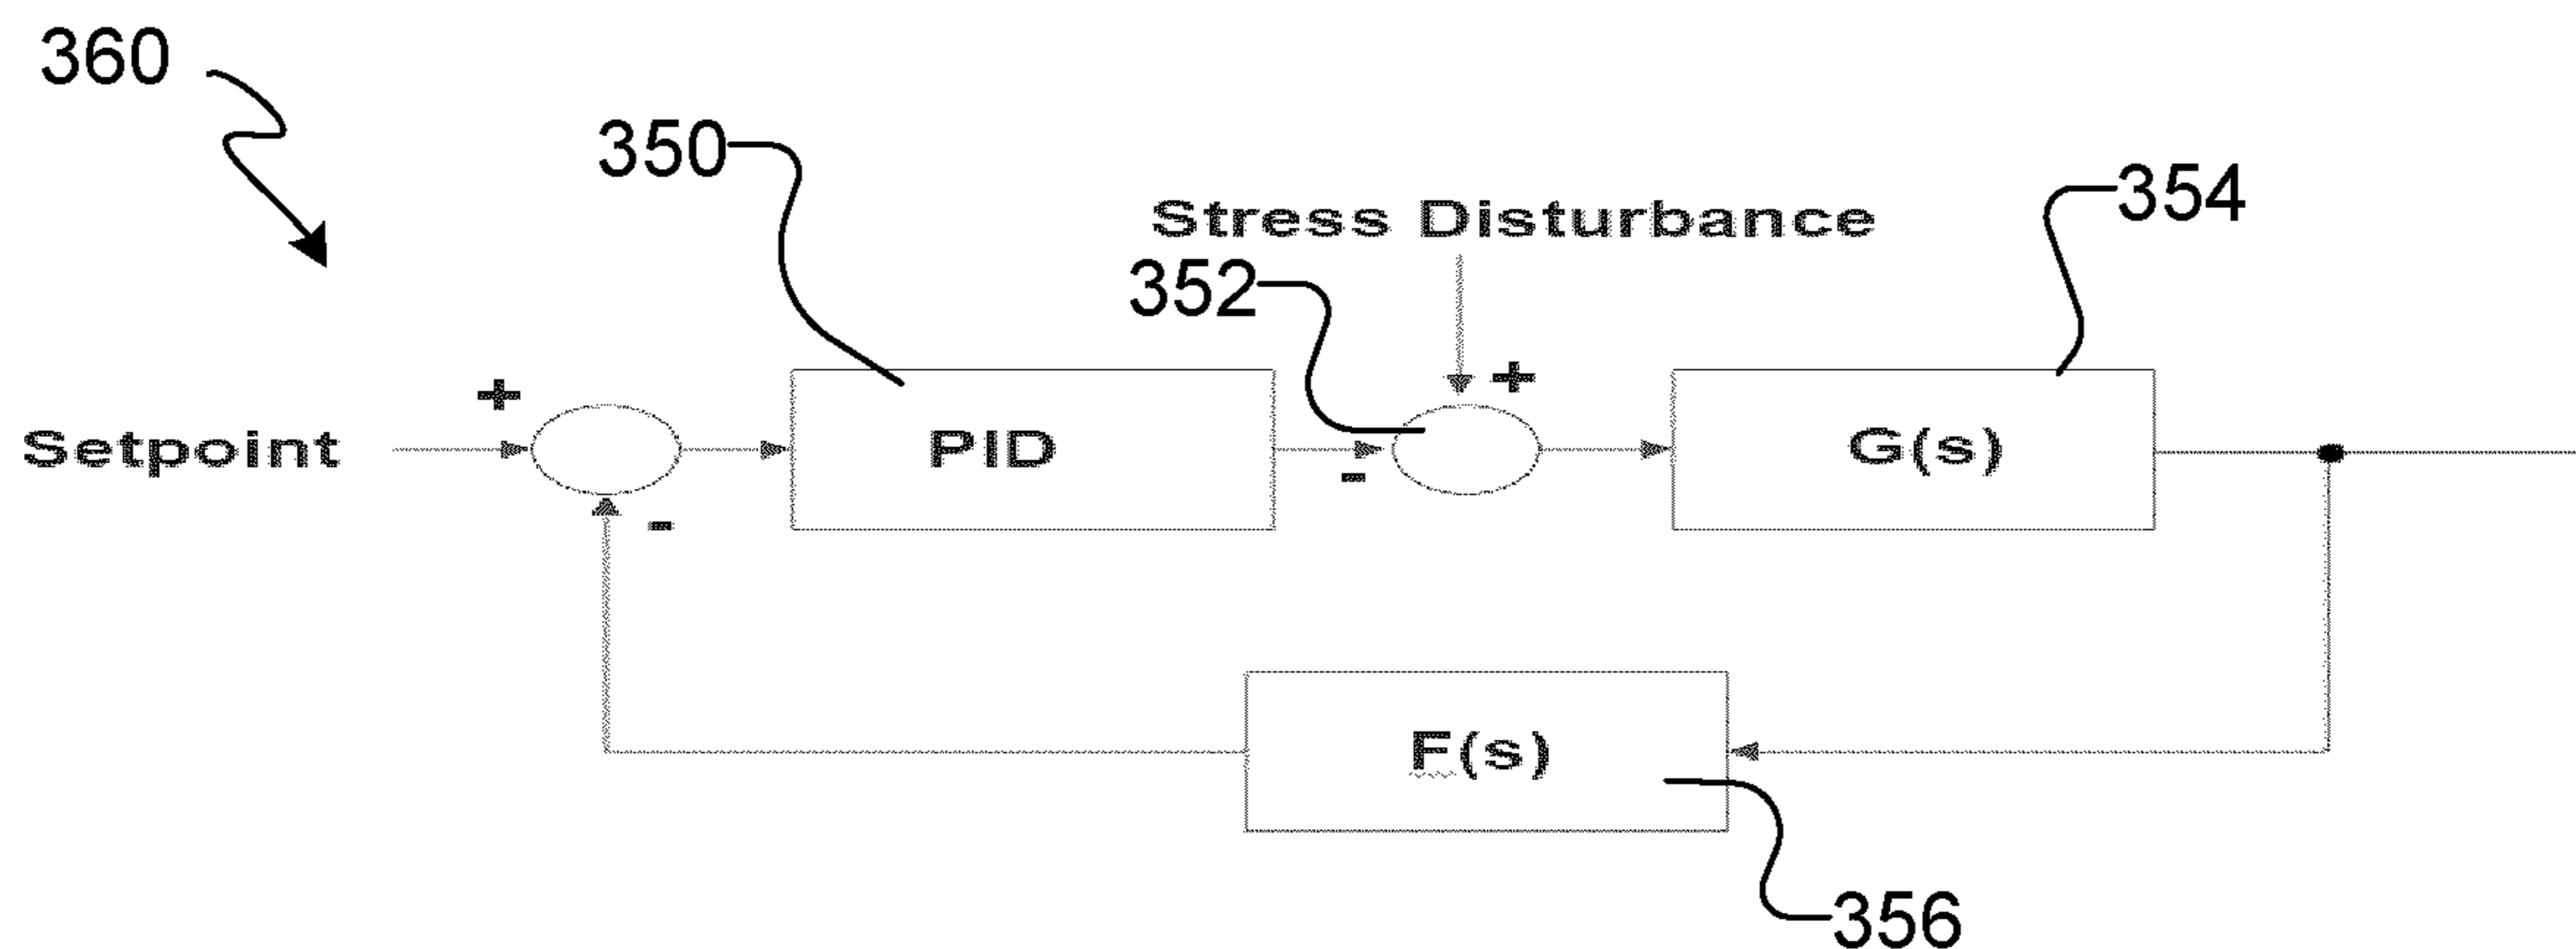 360
350
354
Stress Disturbance
352
+
+
Setpoint
PID
G(s)
-
-
F(s)
356